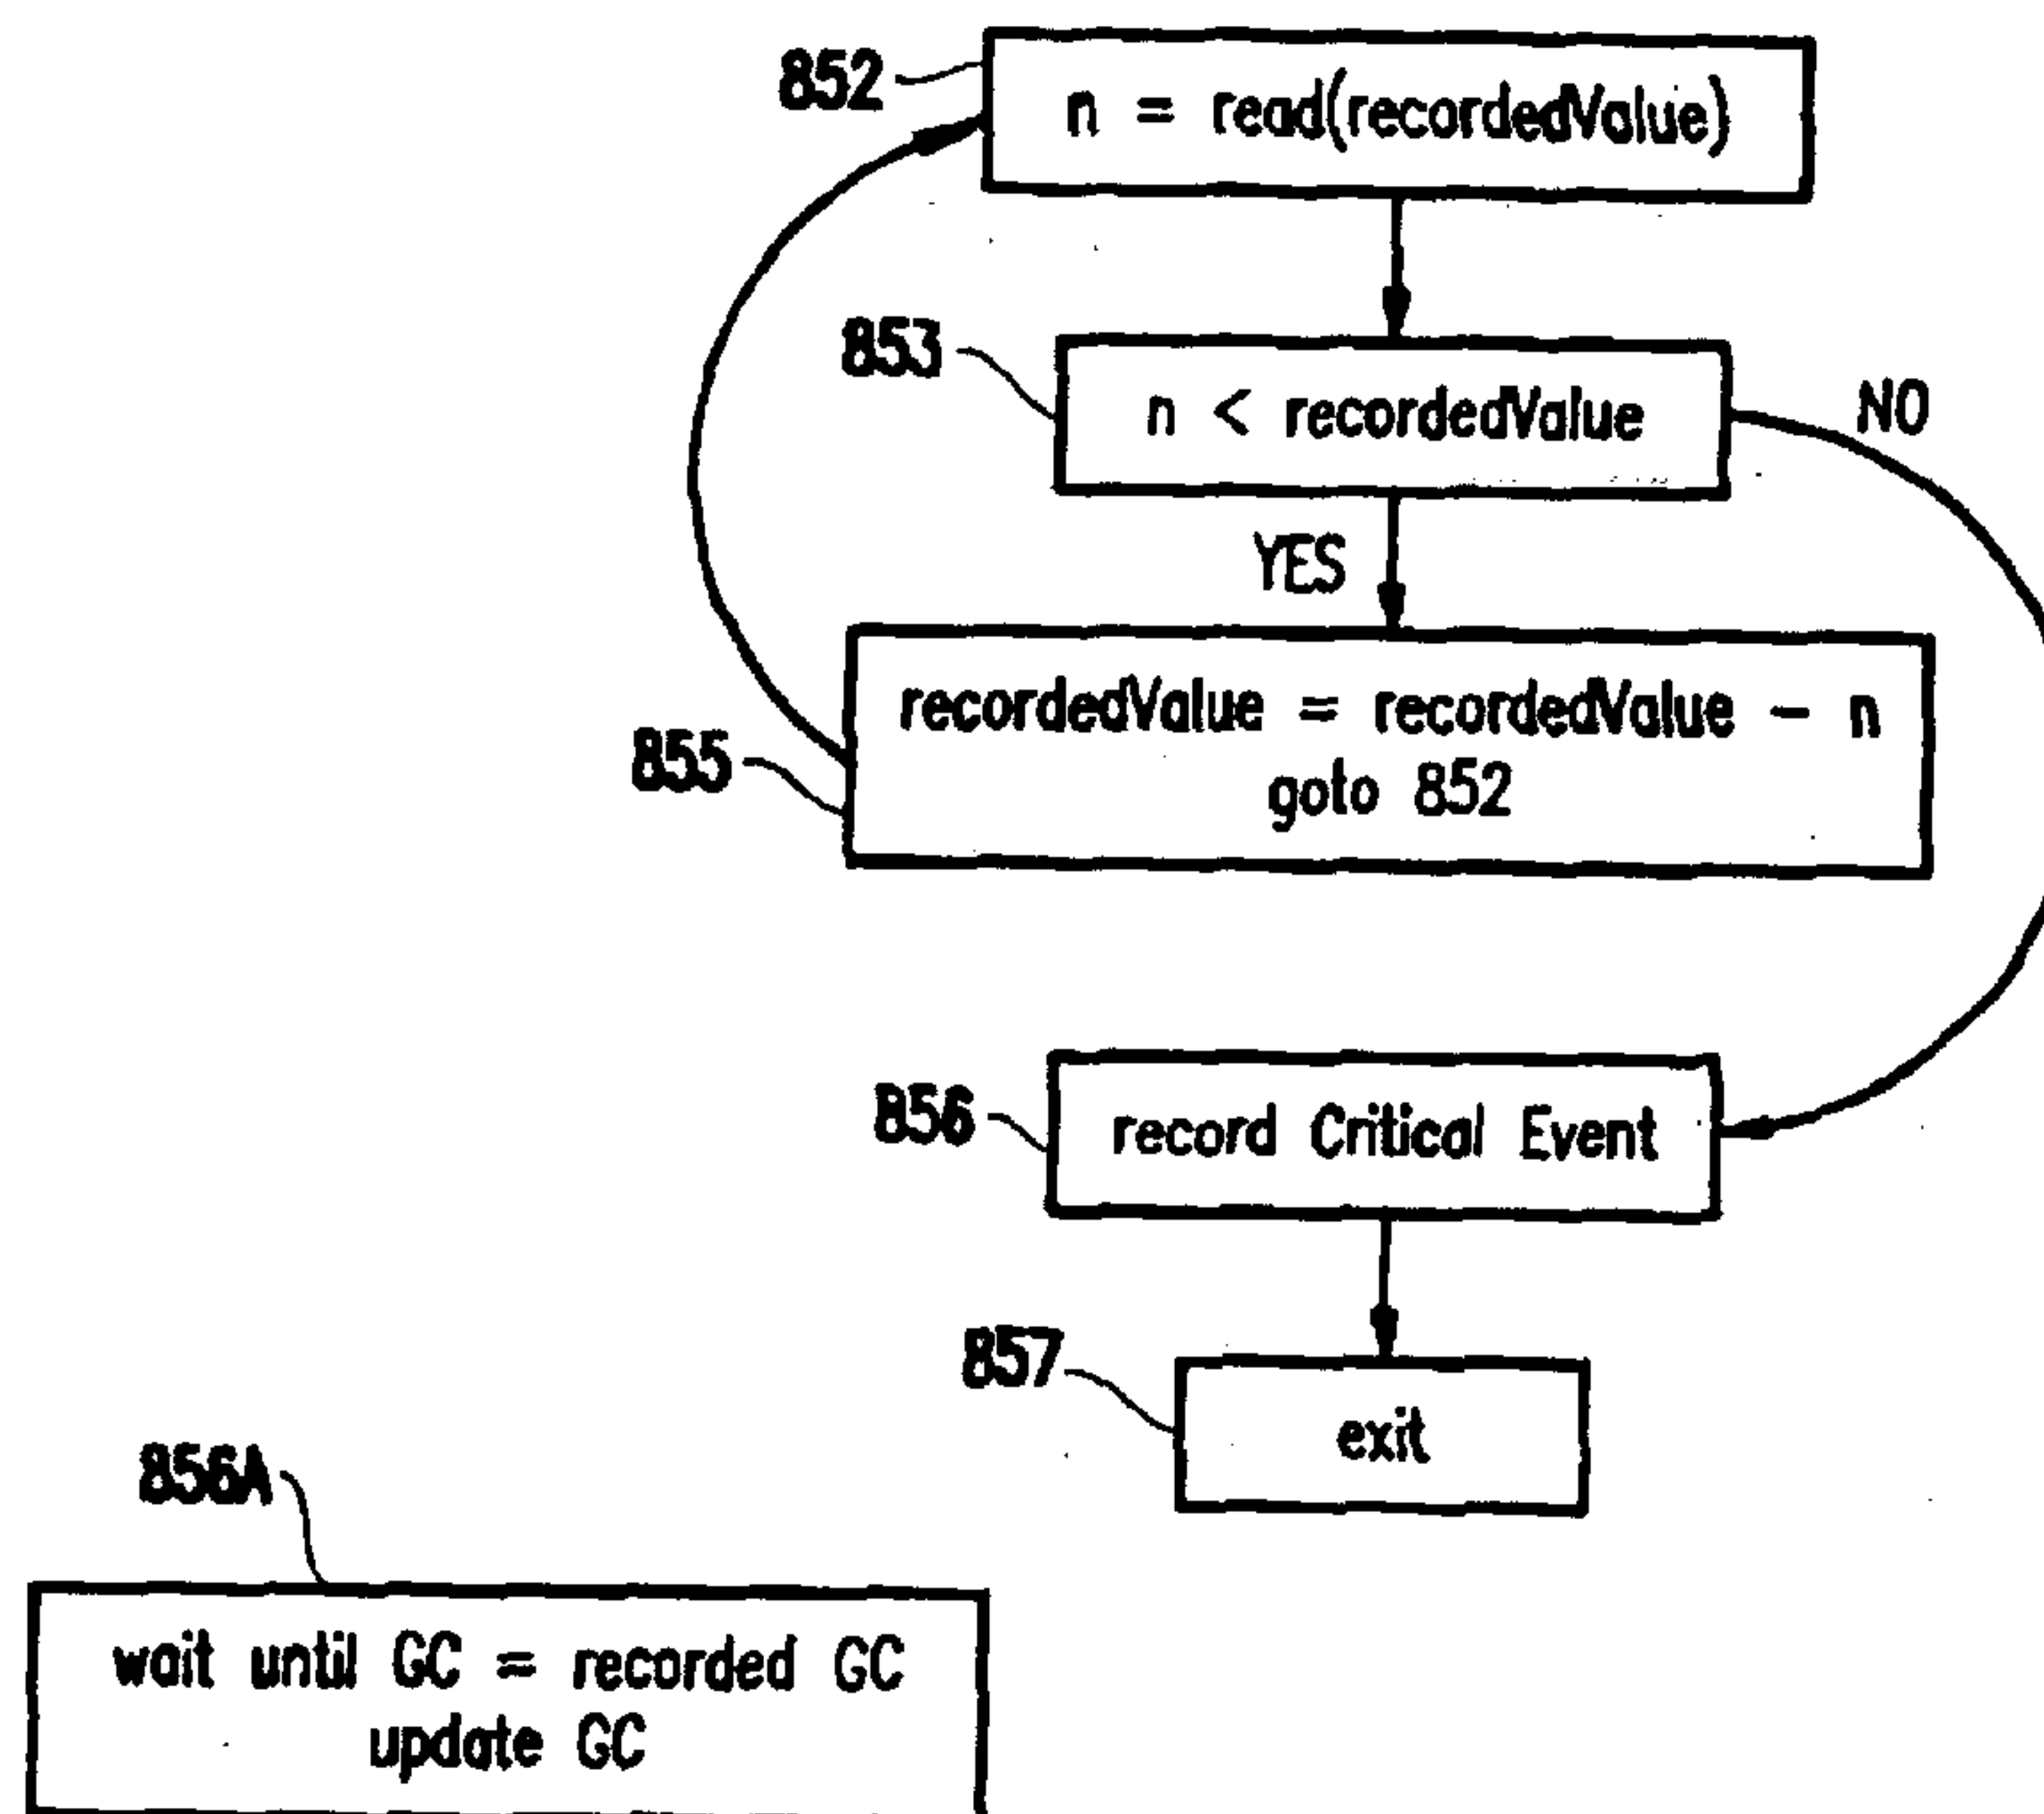 852
n = read(recordedValue)
853
n < recordedValue
NO
YES
recordedValue = recordedValue - n
855
goto 852
856
record Critical Event
857
exit
856A
wait until GC = recorded GC
update GC